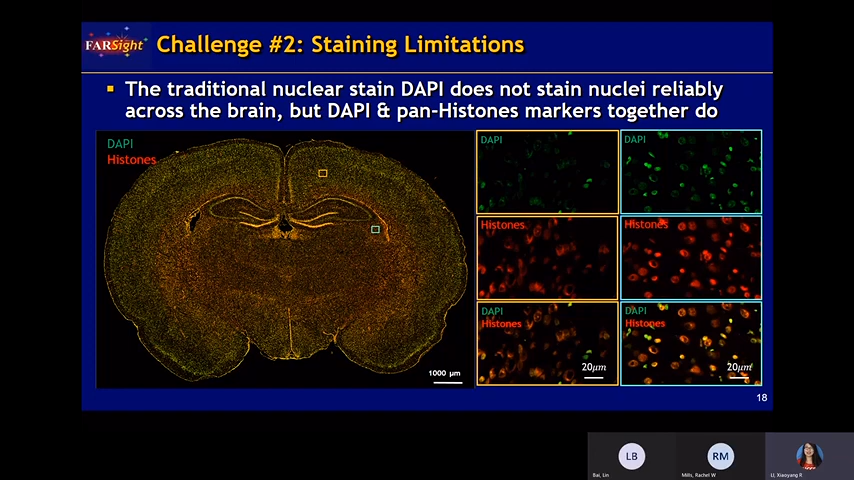 FARSight
Challenge #2: Staining Limitations
The traditional nuclear stain DAPI does not stain nuclei reliably
across the brain, but DAPI & pan-Histones markers together do
DAPI
Histones
1000 µm
DAPI
DAPI
Histones
Histones
DAPI
Histones
20µm
DAPI
Histones
20µm
18
LB
RM
Bai, Lin
Mills, Rachel W
LI, Xiaoyang R